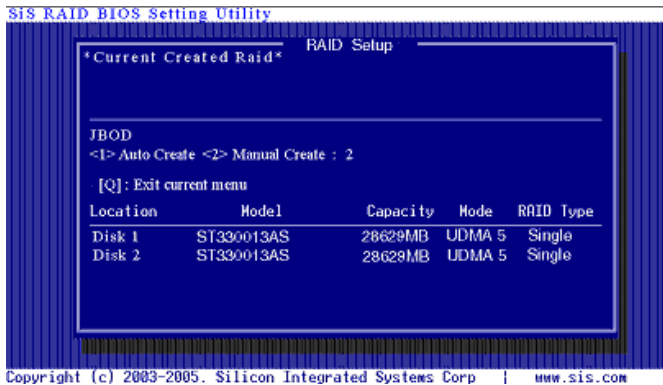 SiS RAID BIOS Setting Utility
RAID Setup
*Current Created Raid*
JBOD
<1> Auto Create <2> Manual Create : 2
[Q]: Exit current menu
Location Model Capacity Mode RAID Type
Disk 1 ST330013AS 28629MB UDMA 5 Single
Disk 2 ST330013AS 28629MB UDMA 5 Single
Copyright (c) 2003-2005. Silicon Integrated Systems Corp | www.sis.com